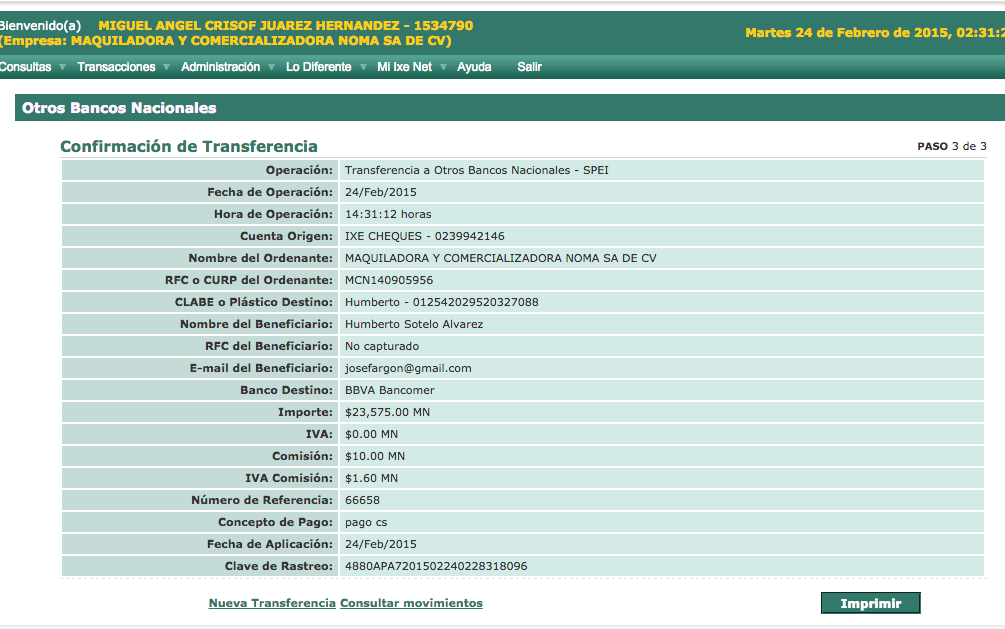 Bienvenido(a) MIGUEL ANGEL CRISOF JUAREZ HERNANDEZ - 1534790
(Empresa: MAQUILADORA Y COMERCIALIZADORA NOMA SA DE CV)
Martes 24 de Febrero de 2015, 02:31:2
Consultas Transacciones Administración Lo Diferente Mi Ixe Net Ayuda Salir
Otros Bancos Nacionales
Confirmación de Transferencia PASO 3 de 3
Operación: Transferencia a Otros Bancos Nacionales - SPEI
Fecha de Operación: 24/Feb/2015
Hora de Operación: 14:31:12 horas
Cuenta Origen: IXE CHEQUES - 0239942146
Nombre del Ordenante: MAQUILADORA Y COMERCIALIZADORA NOMA SA DE CV
RFC o CURP del Ordenante: MCN140905956
CLABE o Plástico Destino: Humberto - 012542029520327088
Nombre del Beneficiario: Humberto Sotelo Alvarez
RFC del Beneficiario: No capturado
E-mail del Beneficiario: josefargon@gmail.com
Banco Destino: BBVA Bancomer
Importe: $23,575.00 MN
IVA: $0.00 MN
Comisión: $10.00 MN
IVA Comisión: $1.60 MN
Número de Referencia: 66658
Concepto de Pago: pago cs
Fecha de Aplicación: 24/Feb/2015
Clave de Rastreo: 4880APA7201502240228318096
Nueva Transferencia Consultar movimientos Imprimir